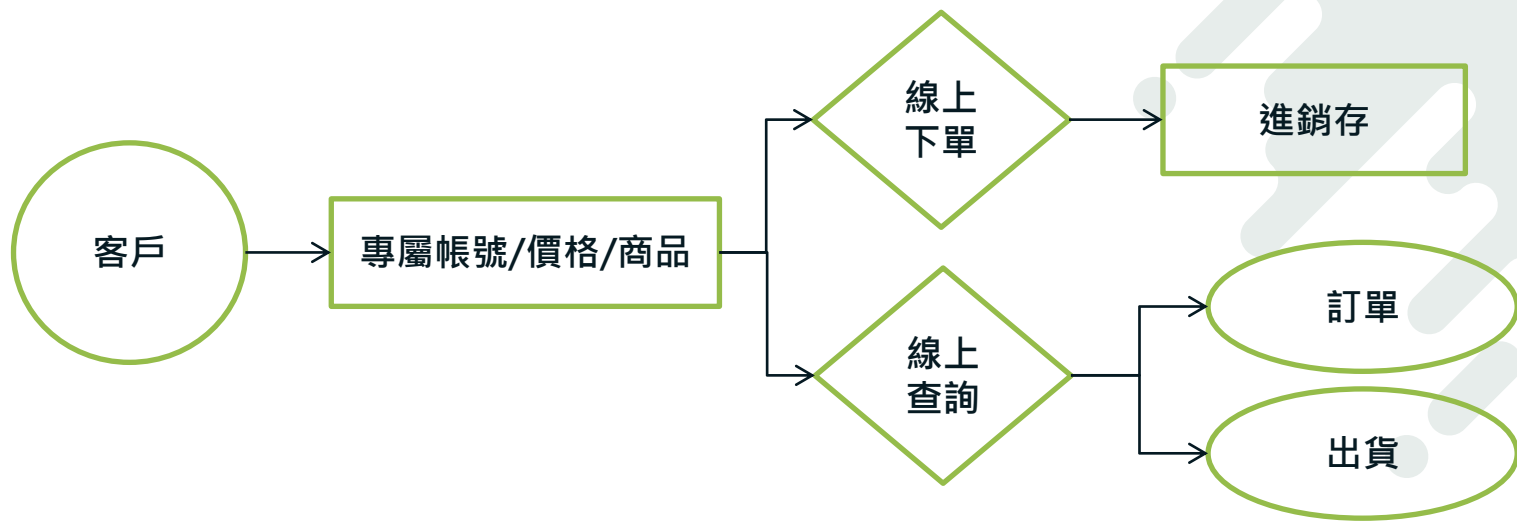 客戶
專屬帳號/價格/商品
線上
下單
進銷存
線上
查詢
訂單
出貨